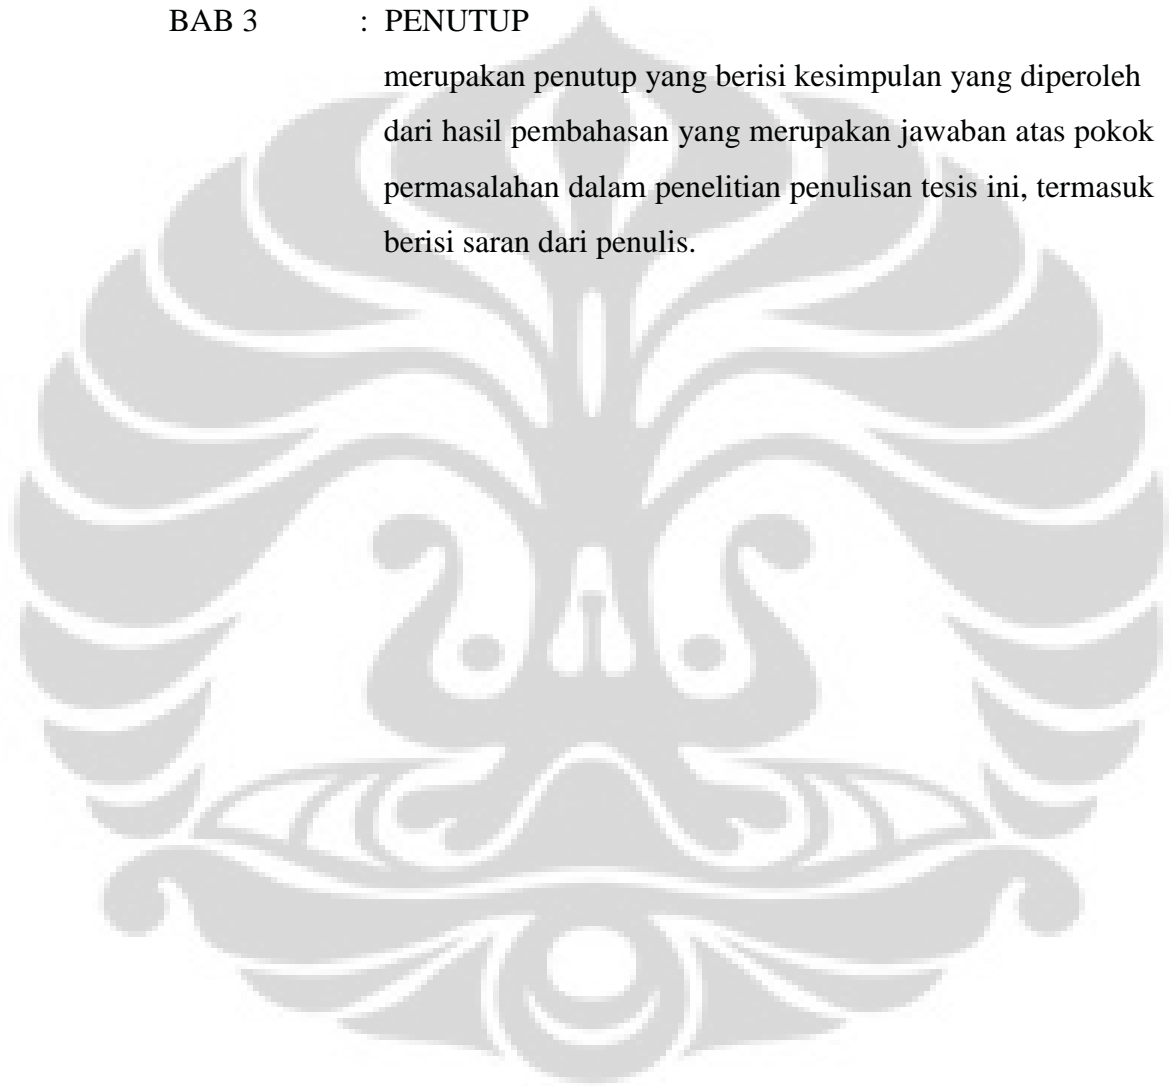 BAB 3 : PENUTUP
merupakan penutup yang berisi kesimpulan yang diperoleh
dari hasil pembahasan yang merupakan jawaban atas pokok
permasalahan dalam penelitian penulisan tesis ini, termasuk
berisi saran dari penulis.